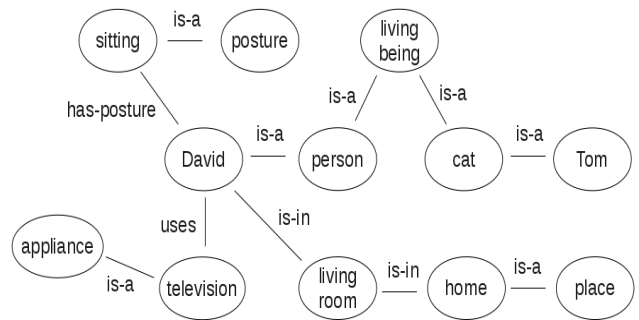 is-a
sitting
posture
living
being
has-posture
is-a
is-a
is-a
is-a
David
person
cat
Tom
uses
is-in
appliance
is-a
television
living
room
is-in
home
is-a
place